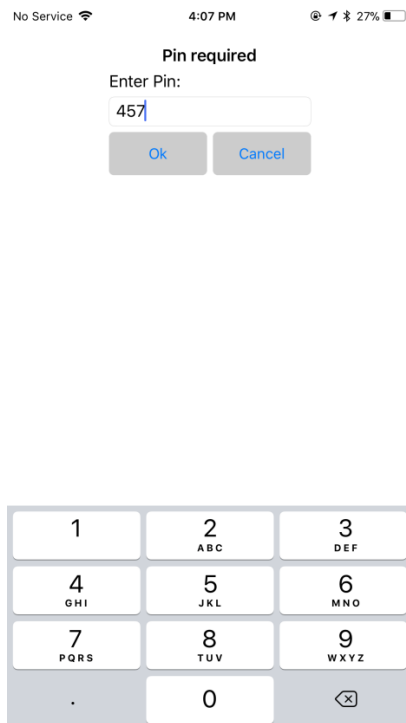 No Service 4:07 PM 27%
Pin required
Enter Pin:
457
Ok Cancel
1 2 3
ABC DEF
4 5 6
GHI JKL MNO
7 8 9
PQRS TUV WXYZ
. 0